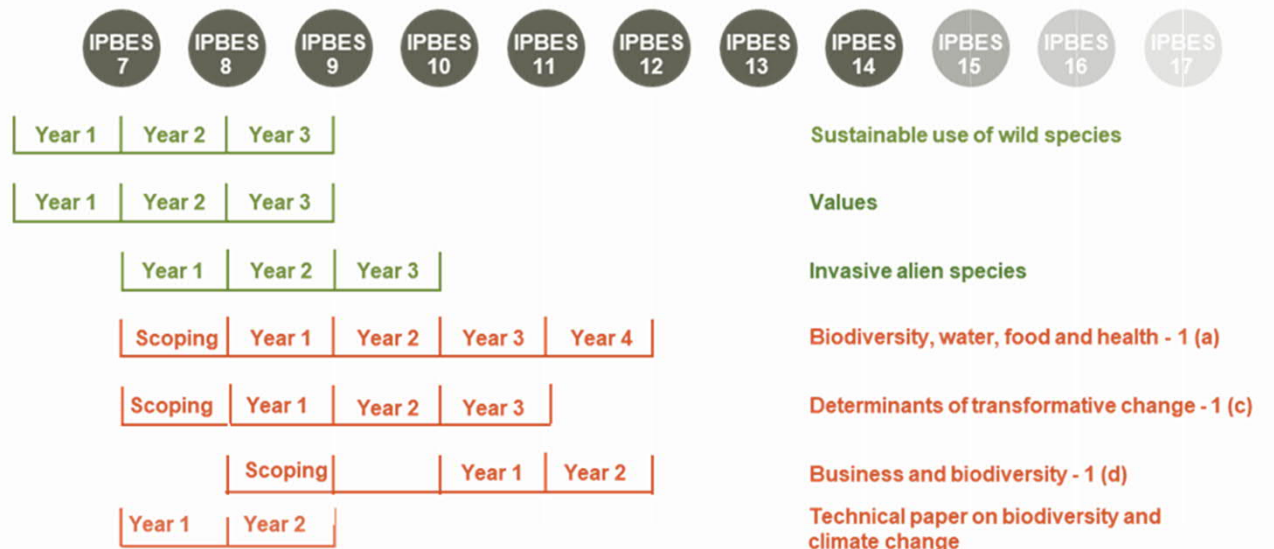 IPBES 7
IPBES 8
IPBES 9
IPBES 10
IPBES 11
IPBES 12
IPBES 13
IPBES 14
IPBES 15
IPBES 16
IPBES 17
Year 1 Year 2 Year 3 Sustainable use of wild species
Year 1 Year 2 Year 3 Values
Year 1 Year 2 Year 3 Invasive alien species
Scoping Year 1 Year 2 Year 3 Year 4 Biodiversity, water, food and health - 1 (a)
Scoping Year 1 Year 2 Year 3 Determinants of transformative change - 1 (c)
Scoping Year 1 Year 2 Business and biodiversity - 1 (d)
Year 1 Year 2 Technical paper on biodiversity and
climate change